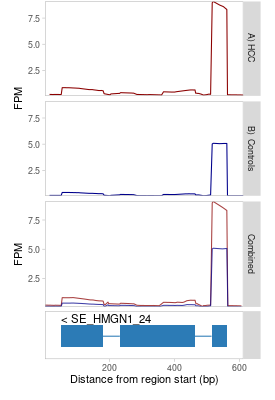 7.5
5.0
2.5
A) HCC
7.5
5.0
2.5
B) Controls
FPM
7.5
5.0
2.5
Combined
FPM
< SE_HMGN1_24
200
400
600
Distance from region start (bp)